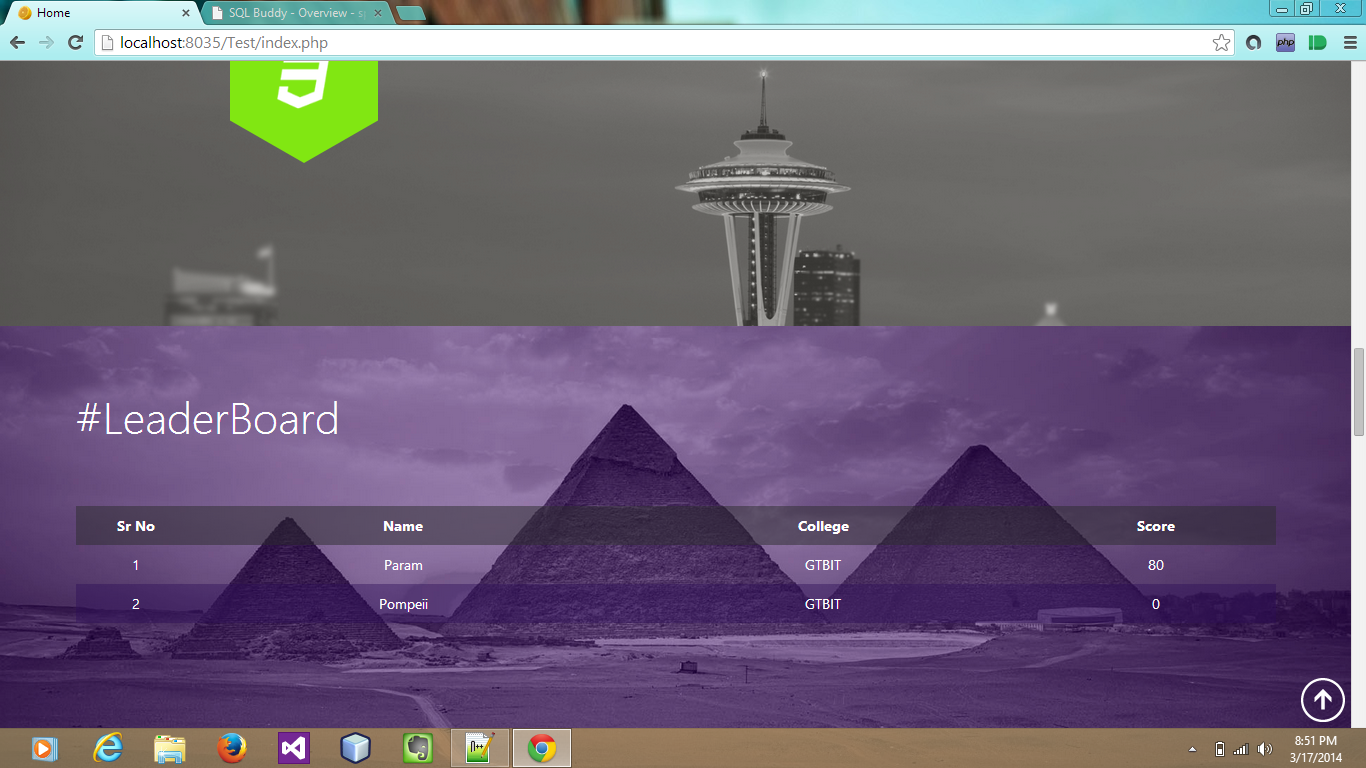 Home
SQL Buddy - Overview - s
localhost:8035/Test/index.php
php
#LeaderBoard
Sr No Name College Score
1 Param GTBIT 80
2 Pompeii GTBIT 0
8:51 PM
3/17/2014